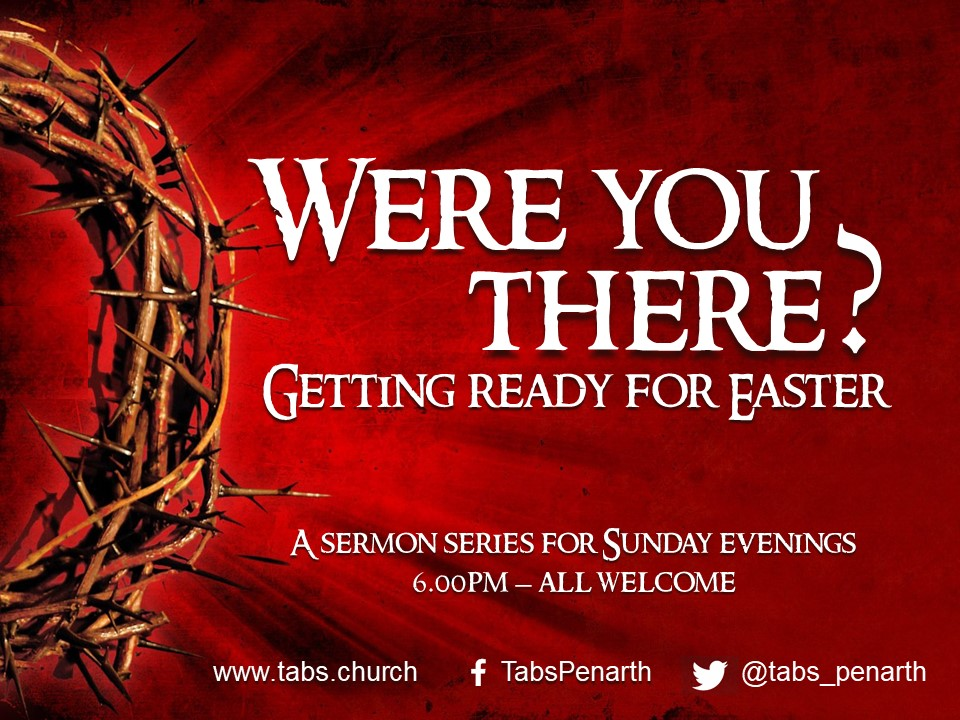 Were you
there?
Getting ready for Easter
A sermon series for Sunday evenings
6.00pm – all welcome
www.tabs.church TabsPenarth @tabs_penarth